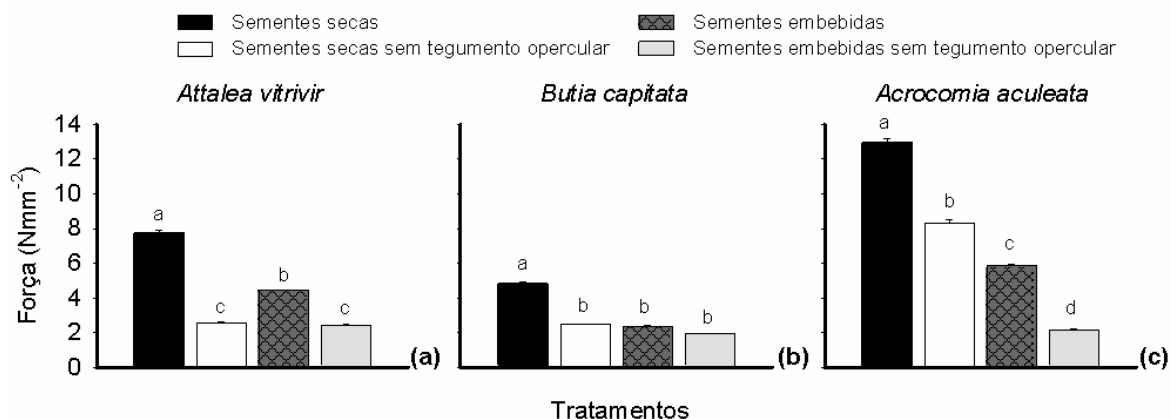 Sementes secas
Sementes embebidas
Sementes secas sem tegumento opercular
Sementes embebidas sem tegumento opercular
Attalea vitrivir
Butia capitata
Acrocomia aculeata
Força (Nmm⁻²)
14
12
10
8
6
4
2
0
a
c
b
c
(a)
a
b
b
b
(b)
a
b
c
d
(c)
Tratamentos